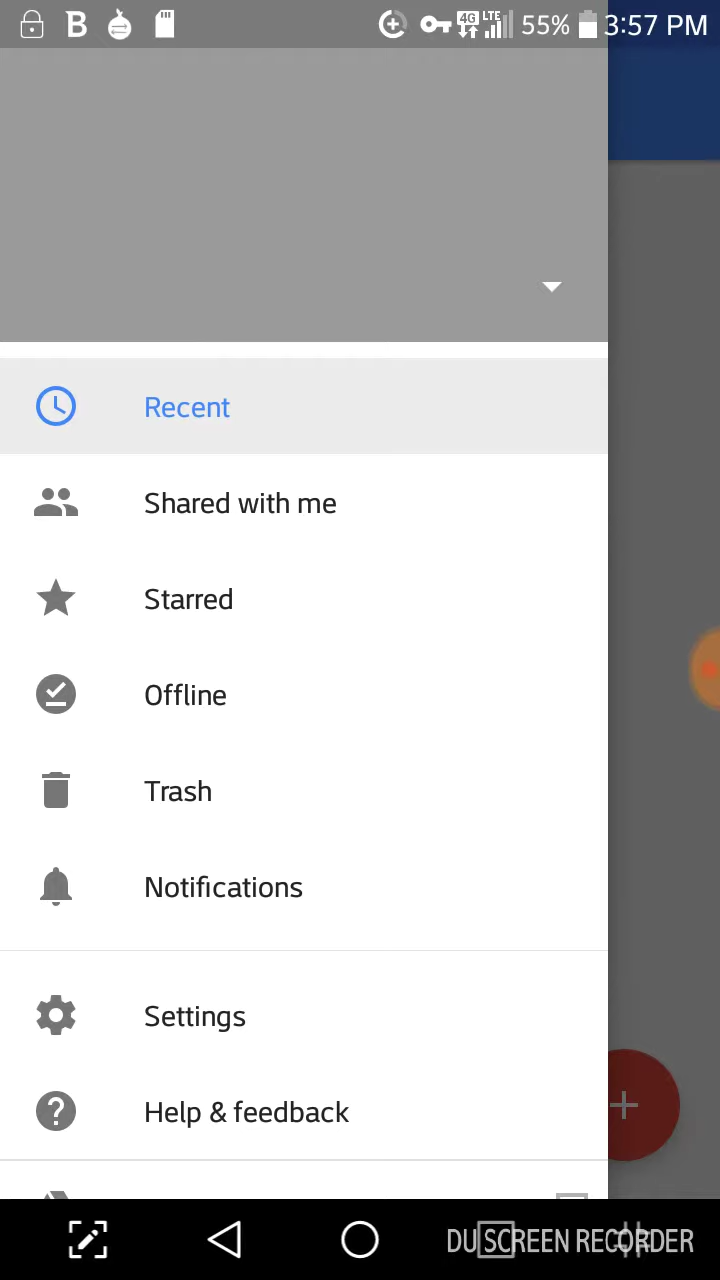 B 4G LTE 55% 3:57 PM
Recent
Shared with me
Starred
Offline
Trash
Notifications
Settings
Help & feedback
DU SCREEN RECORDER